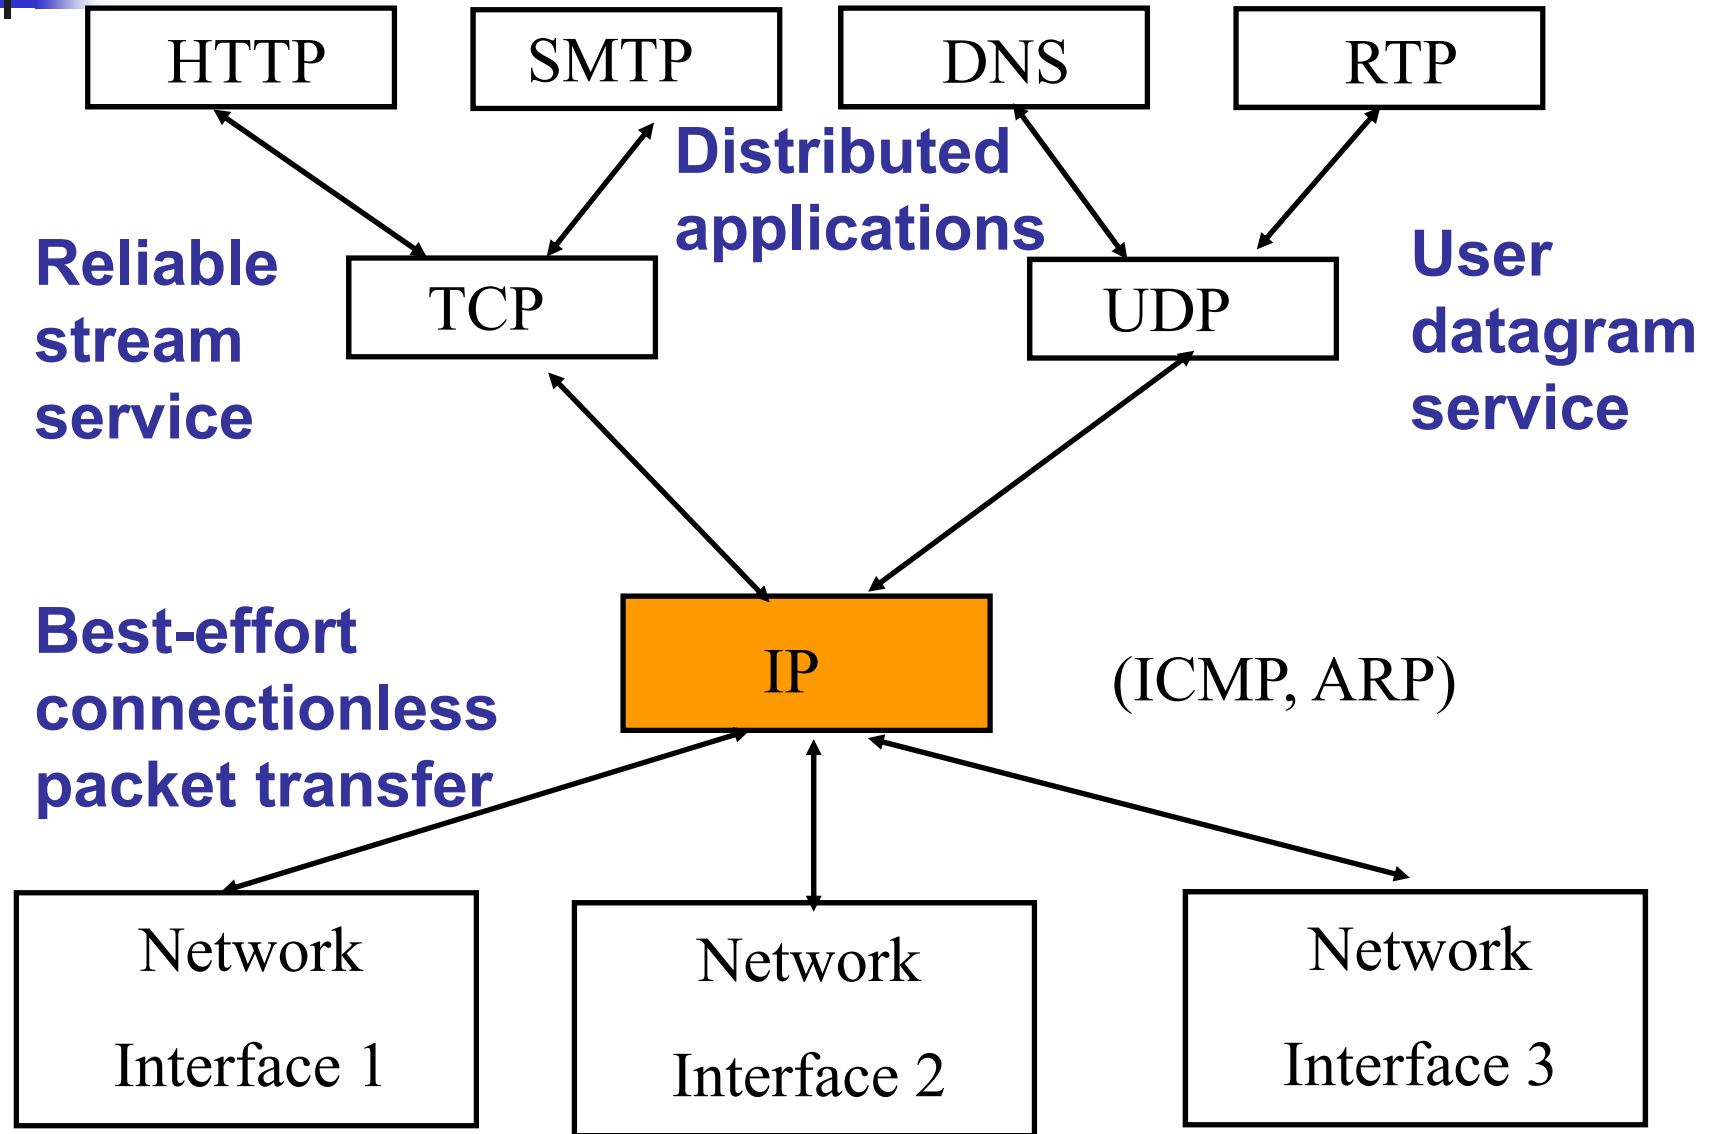 HTTP
SMTP
DNS
RTP
Distributed
applications
Reliable
stream
service
TCP
UDP
User
datagram
service
Best-effort
connectionless
packet transfer
IP
(ICMP, ARP)
Network
Interface 1
Network
Interface 2
Network
Interface 3